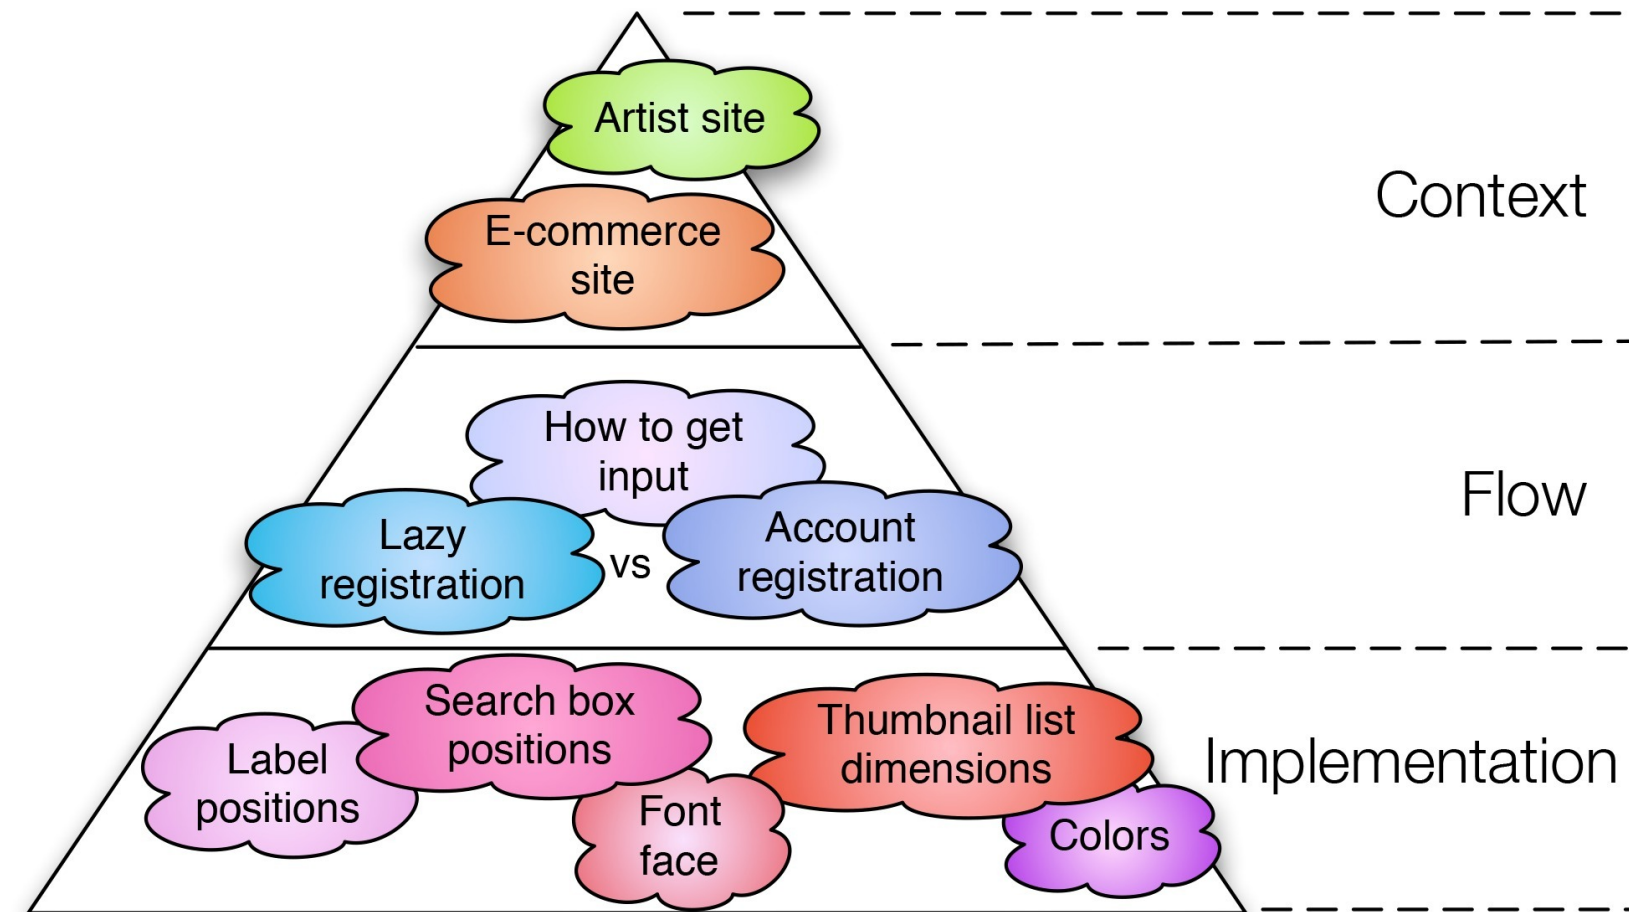 Artist site
Context
E-commerce
site
How to get
input
Flow
Lazy
registration
vs
Account
registration
Search box
positions
Thumbnail list
dimensions
Implementation
Label
positions
Font
face
Colors